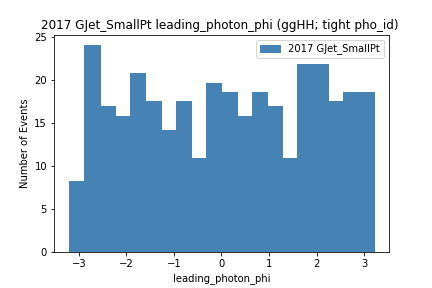 2017 GJet_SmallPt leading_photon_phi (ggHH; tight pho_id)
2017 GJet_SmallPt
Number of Events
25
20
15
10
5
0
−3 −2 −1 0 1 2 3
leading_photon_phi